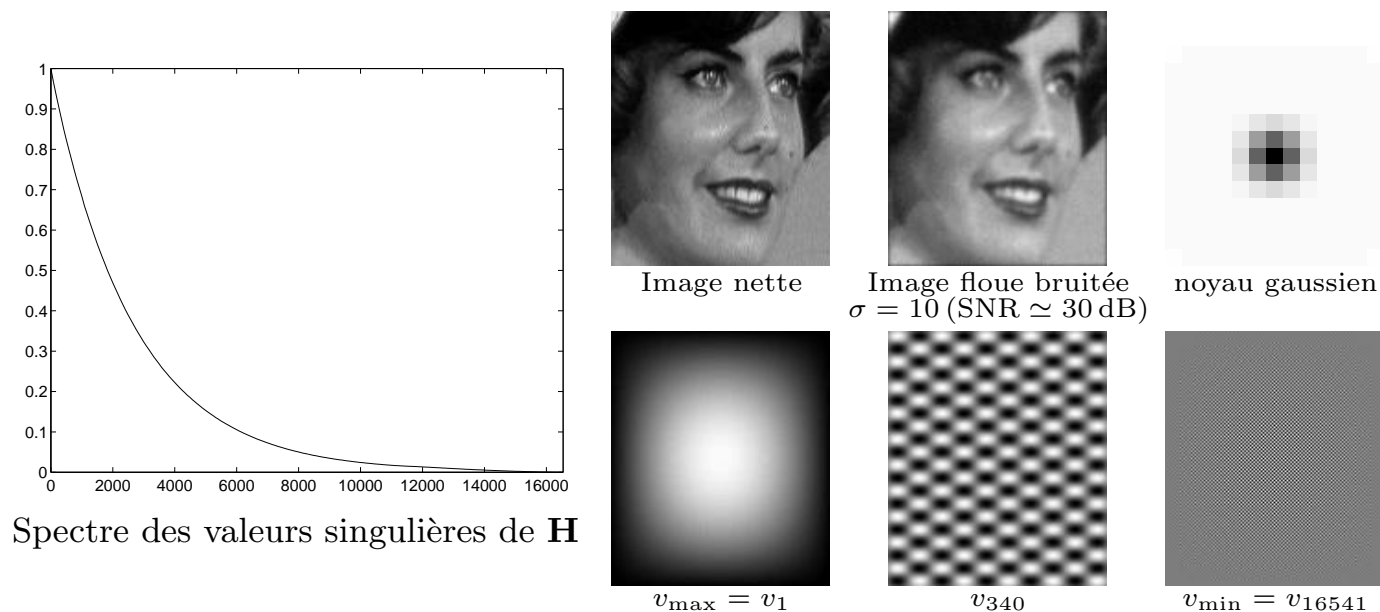 1
0.9
0.8
0.7
0.6
0.5
0.4
0.3
0.2
0.1
0
0 2000 4000 6000 8000 10000 12000 14000 16000
Spectre des valeurs singulières de H
Image nette
Image floue bruitée
σ = 10 (SNR ≃ 30 dB)
noyau gaussien
v_max = v_1
v_340
v_min = v_16541